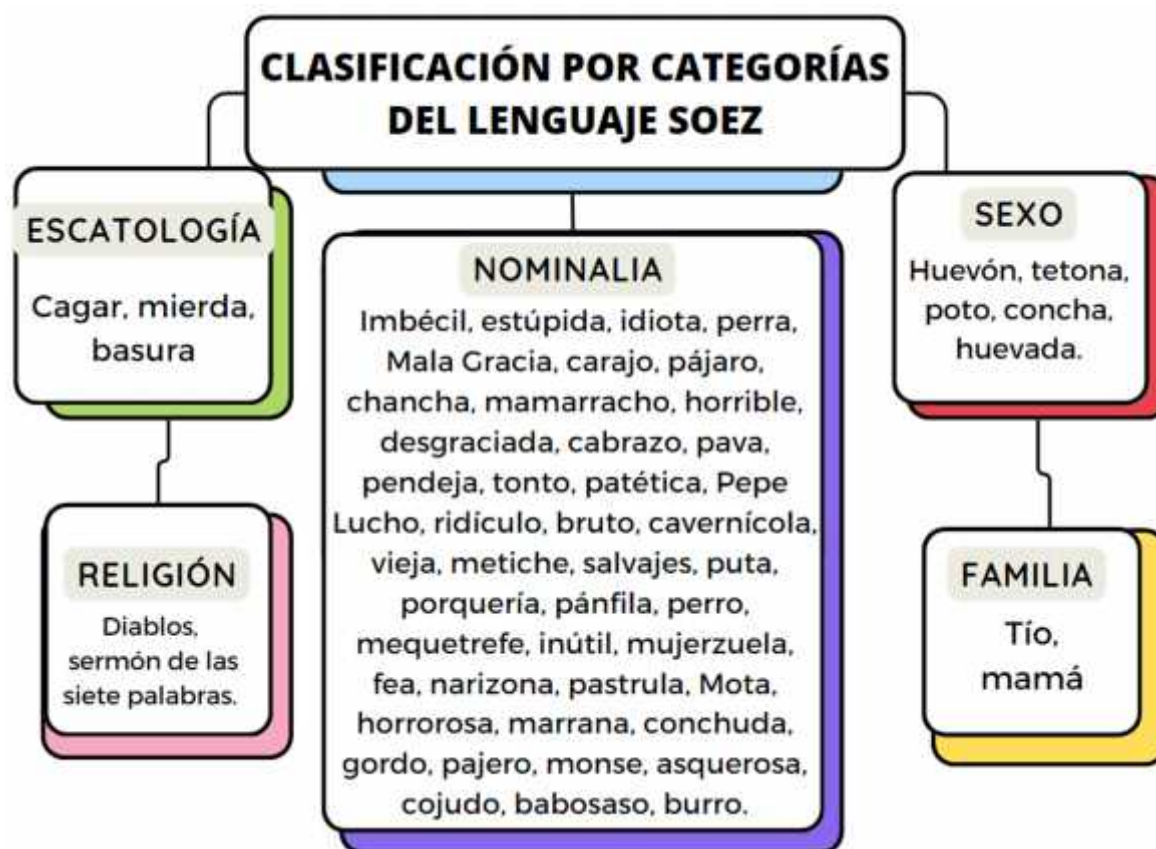 CLASIFICACIÓN POR CATEGORÍAS
DEL LENGUAJE SOEZ
ESCATOLOGÍA
Cagar, mierda,
basura
RELIGIÓN
Diablos,
sermón de las
siete palabras.
NOMINALIA
Imbécil, estúpida, idiota, perra,
Mala Gracia, carajo, pájaro,
chancha, mamarracho, horrible,
desgraciada, cabrazo, pava,
pendeja, tonto, patética, Pepe
Lucho, ridículo, bruto, cavernícola,
vieja, metiche, salvajes, puta,
porquería, pánfila, perro,
mequetrefe, inútil, mujerzuela,
fea, narizona, pastrula, Mota,
horrorosa, marrana, conchuda,
gordo, pajero, monse, asquerosa,
cojudo, babosaso, burro.
SEXO
Huevón, tetona,
poto, concha,
huevada.
FAMILIA
Tío,
mamá